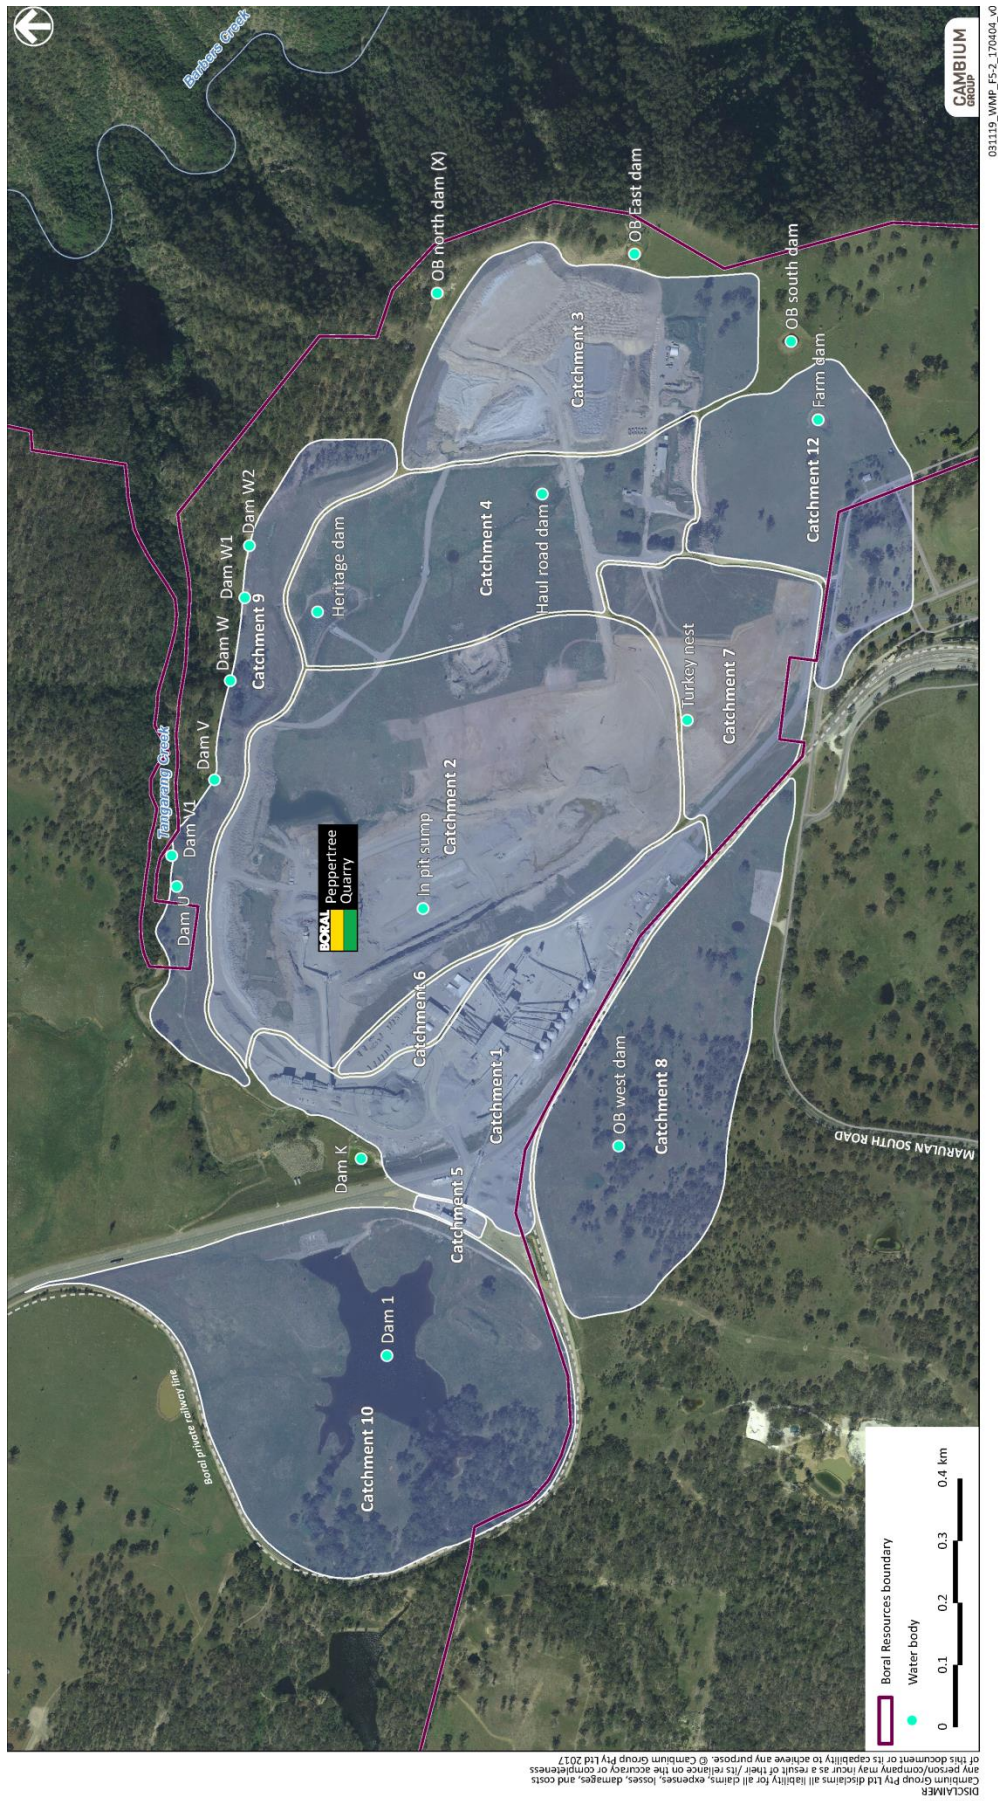 Barbers Creek
CAMBIUM
GROUP
031119_WMP_F5-2_170404_v0
OB north dam (X)
OB East dam
OB south dam
Catchment 3
Farm dam
Catchment 12
Dam W2
Dam W1
Dam W
Catchment 9
Heritage dam
Catchment 4
Haul road dam
Tangarang Creek
Dam V
Dam V1
Dam U
Turkey nest
Catchment 7
Catchment 2
In pit sump
BORAL
Peppertree
Quarry
Catchment 6
Catchment 1
OB west dam
Catchment 8
MARULAN SOUTH ROAD
Dam K
Catchment 5
Dam 1
Catchment 10
Boral private railway line
Boral Resources boundary
Water body
0 0.1 0.2 0.3 0.4 km
DISCLAIMER
Cambium Group Pty Ltd disclaims all liability for all claims, expenses, losses, damages, and costs
any person/company may incur as a result of their /its reliance on the accuracy or completeness
of this document or its capability to achieve any purpose. © Cambium Group Pty Ltd 2017